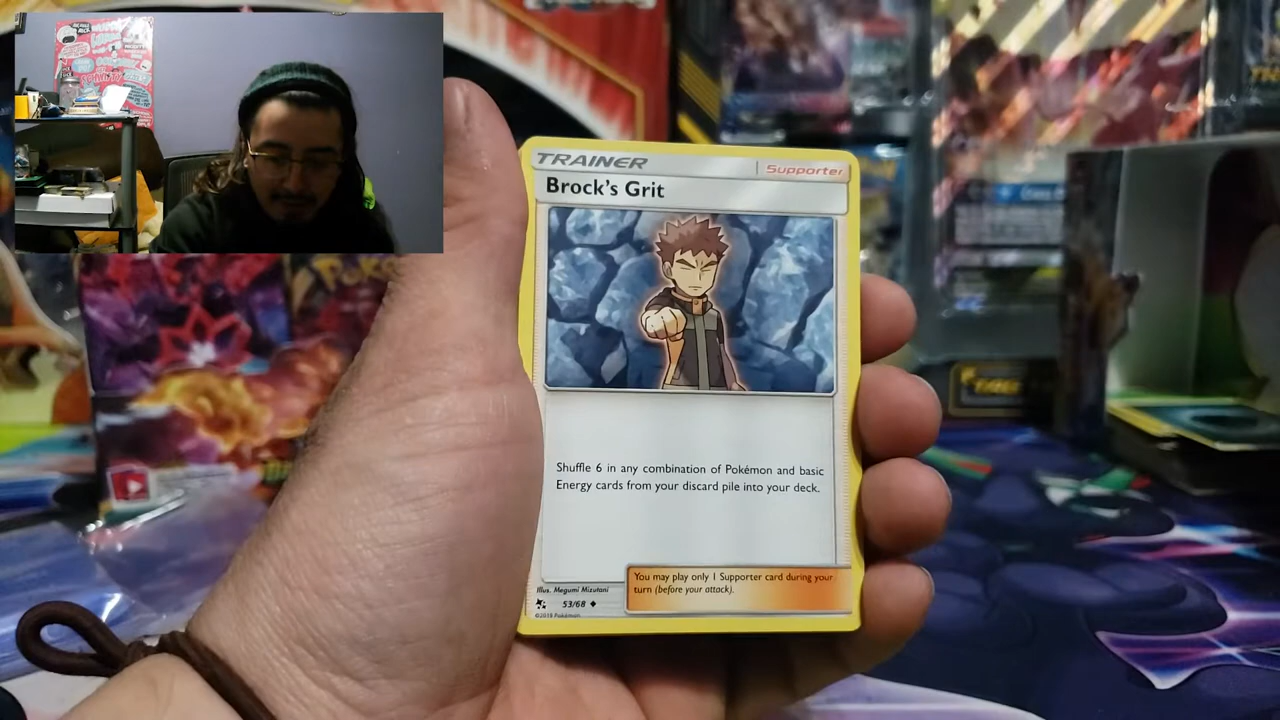 TRAINER
Supporter
Brock's Grit
Shuffle 6 in any combination of Pokémon and basic
Energy cards from your discard pile into your deck.
You may play only 1 Supporter card during your
turn (before your attack).
Illus. Megumi Mizutani
53/68
©2019 Pokémon